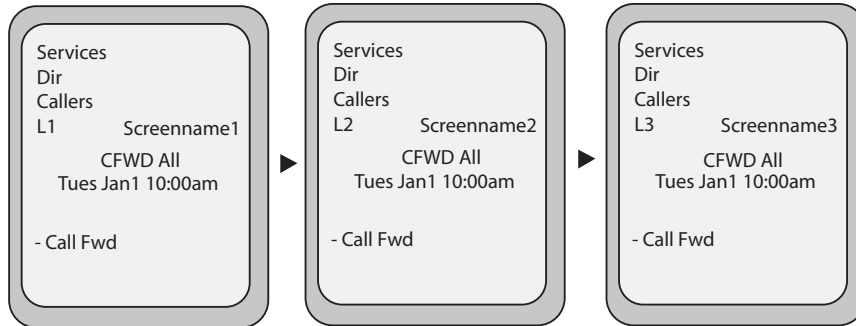 Services
Dir
Callers
L1 Screenname1
CFWD All
Tues Jan1 10:00am
- Call Fwd
Services
Dir
Callers
L2 Screenname2
CFWD All
Tues Jan1 10:00am
- Call Fwd
Services
Dir
Callers
L3 Screenname3
CFWD All
Tues Jan1 10:00am
- Call Fwd